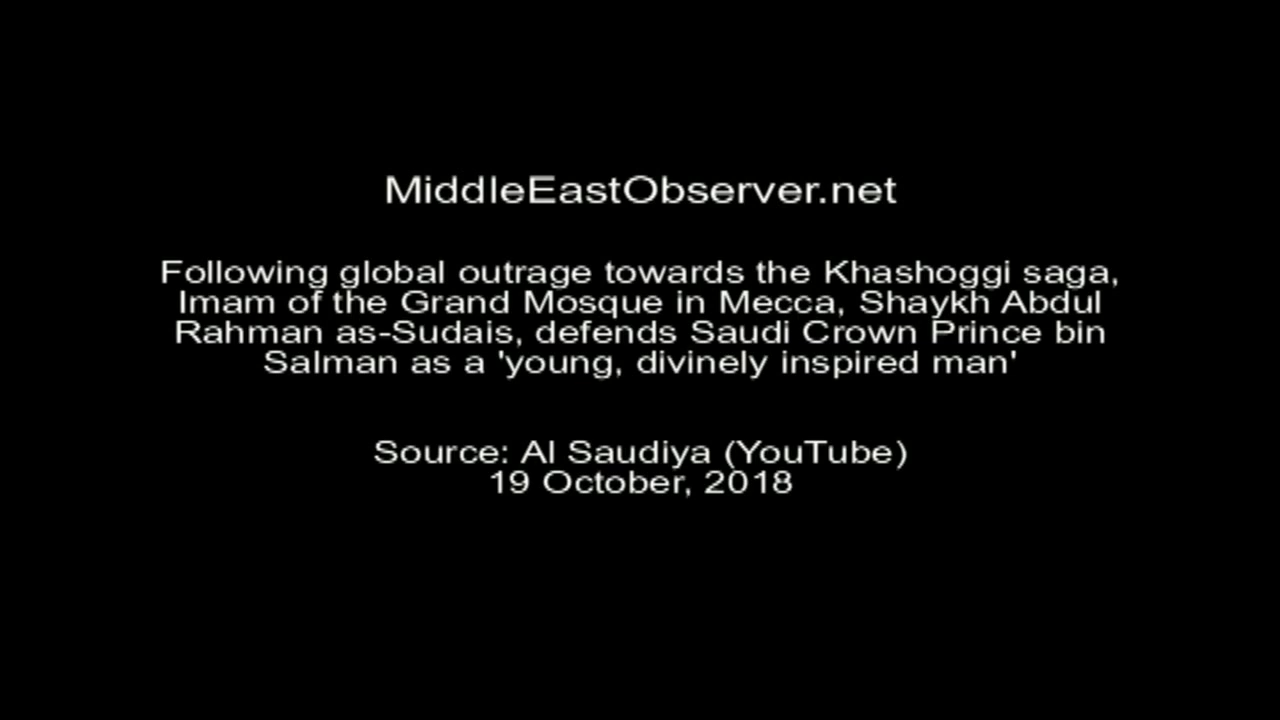 MiddleEastObserver.net
Following global outrage towards the Khashoggi saga,
Imam of the Grand Mosque in Mecca, Shaykh Abdul
Rahman as-Sudais, defends Saudi Crown Prince bin
Salman as a 'young, divinely inspired man'
Source: Al Saudiya (YouTube)
19 October, 2018